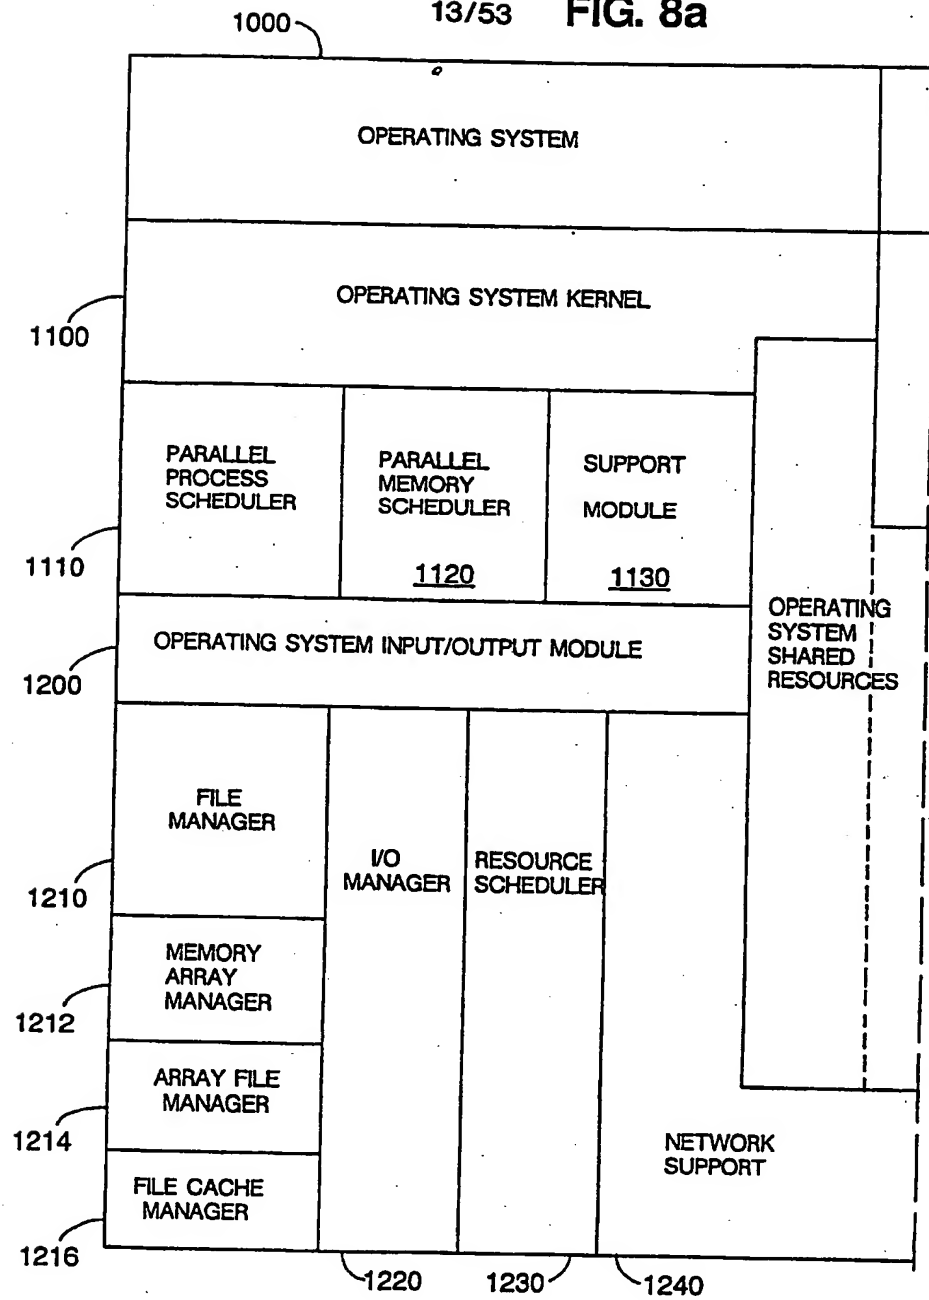 13/53 FIG. 8a
1000
OPERATING SYSTEM
OPERATING SYSTEM KERNEL
1100
PARALLEL
PROCESS
SCHEDULER
1110
PARALLEL
MEMORY
SCHEDULER
1120
SUPPORT
MODULE
1130
OPERATING
SYSTEM
SHARED
RESOURCES
OPERATING SYSTEM INPUT/OUTPUT MODULE
1200
FILE
MANAGER
1210
I/O
MANAGER
RESOURCE
SCHEDULER
MEMORY
ARRAY
MANAGER
1212
ARRAY FILE
MANAGER
1214
NETWORK
SUPPORT
FILE CACHE
MANAGER
1216
1220
1230
1240